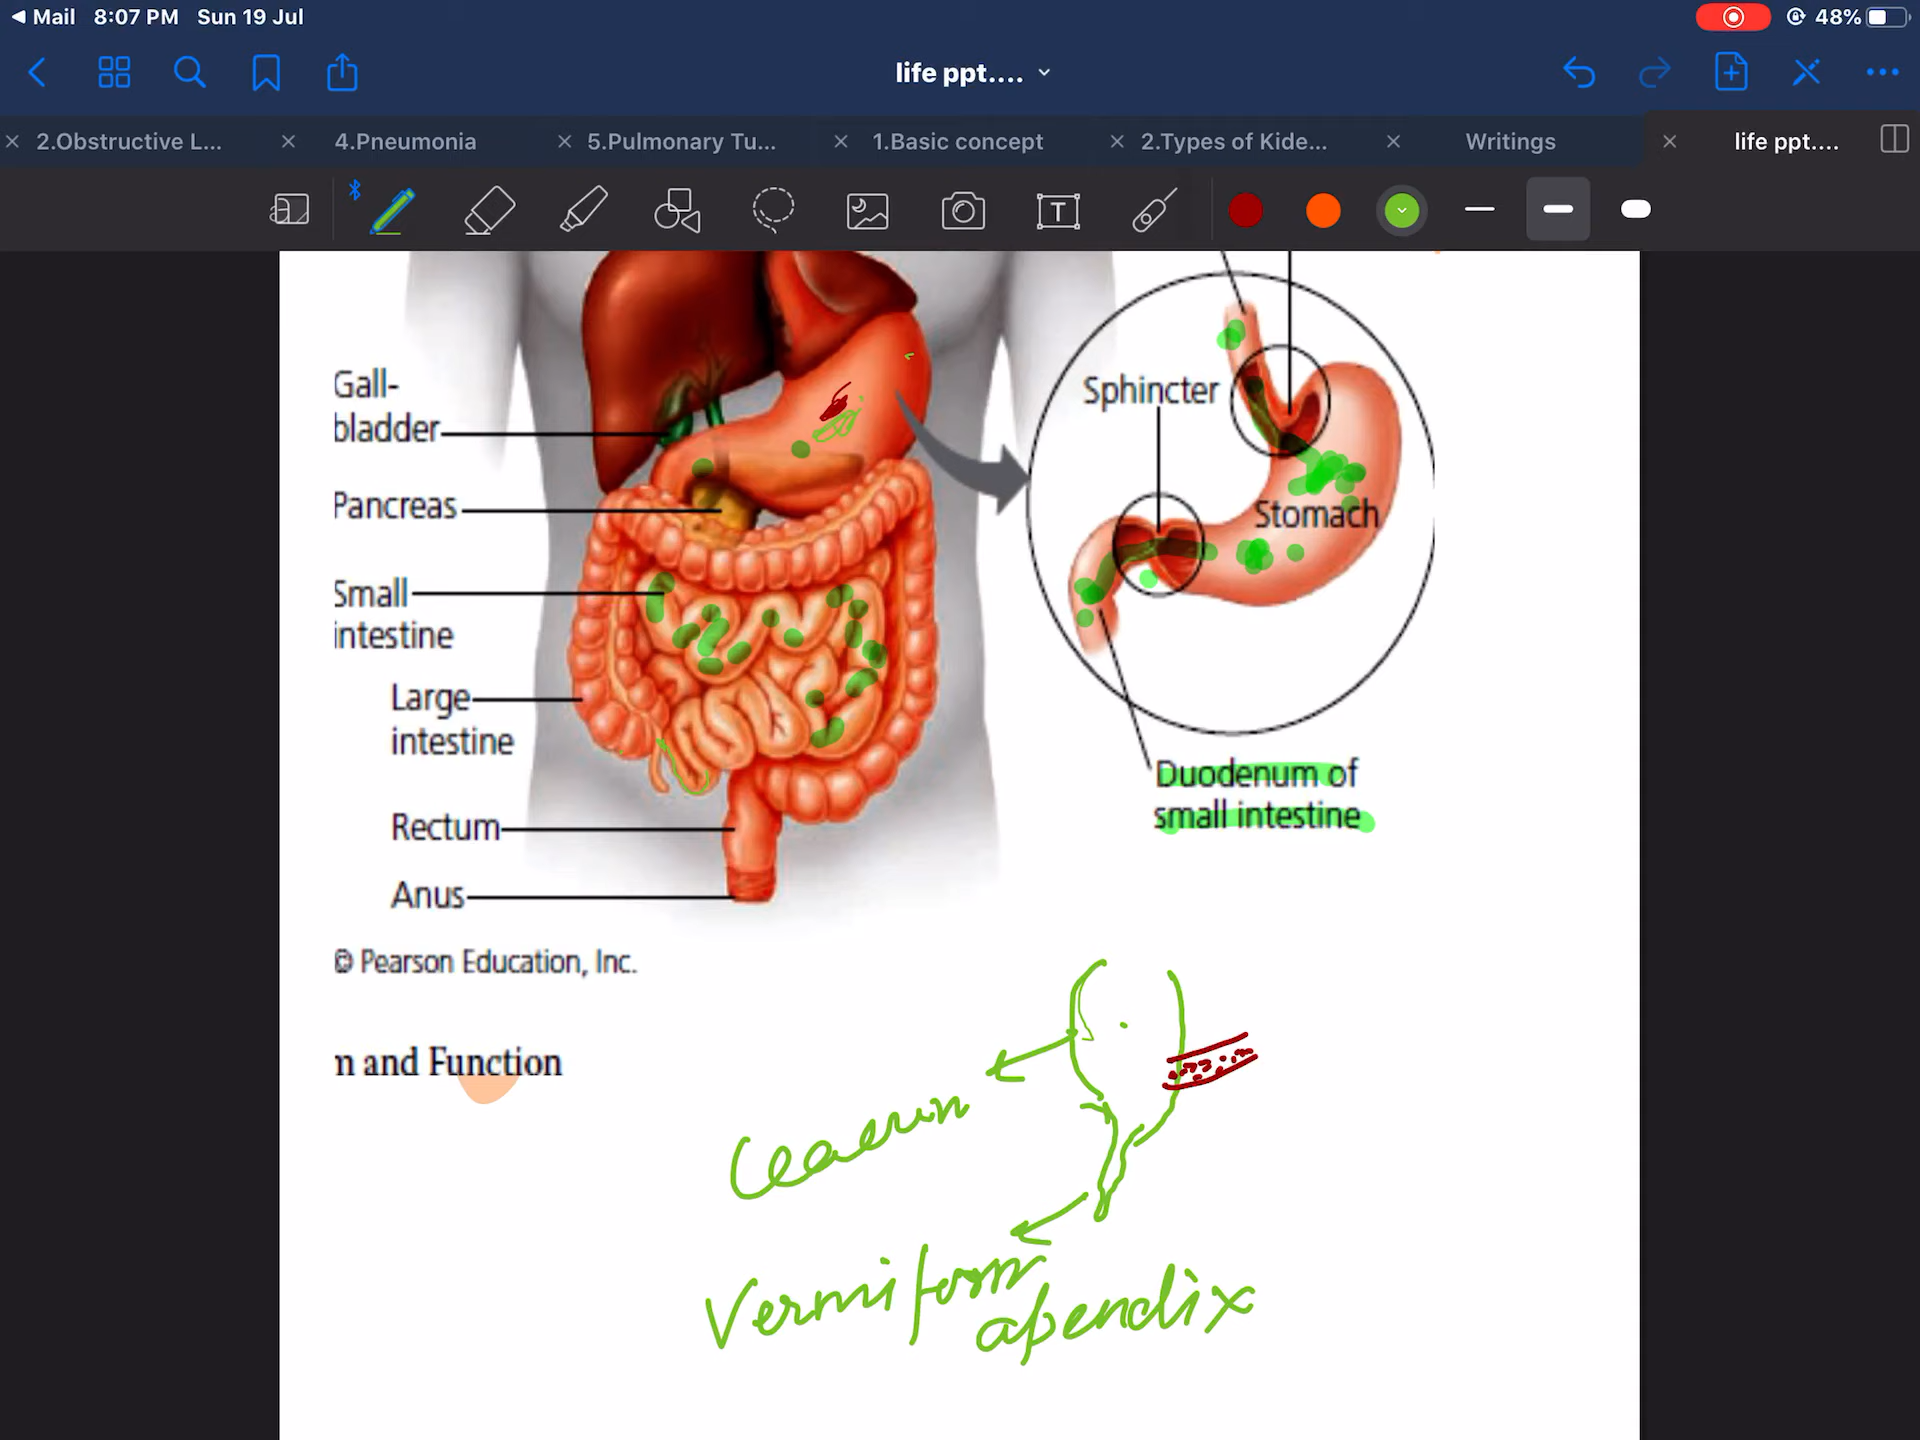 Mail 8:07 PM Sun 19 Jul 48%
life ppt....
2.Obstructive L... 4.Pneumonia 5.Pulmonary Tu... 1.Basic concept 2.Types of Kide... Writings life ppt....
Gall-
bladder
Pancreas
Small
intestine
Large
intestine
Rectum
Anus
Sphincter
Stomach
Duodenum of
small intestine
© Pearson Education, Inc.
m and Function
Vermiform
apendix